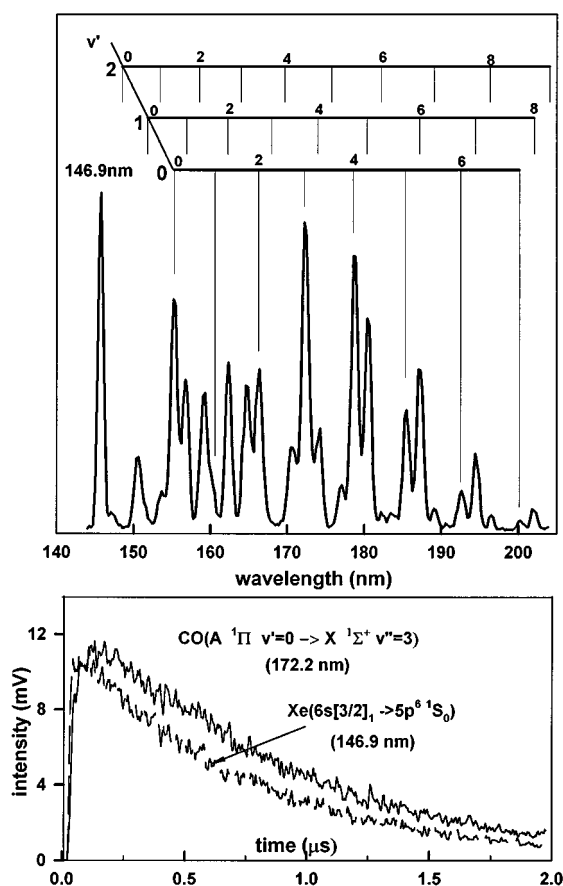 v'
2 0 2 4 6 8
1 0 2 4 6 8
0 0 2 4 6
146.9nm
140 150 160 170 180 190 200
wavelength (nm)
12
8
4
0
intensity (mV)
CO(A ¹Π v'=0 –> X ¹Σ⁺ v"=3)
(172.2 nm)
Xe(6s[3/2]₁ ->5p⁶ ¹S₀)
(146.9 nm)
0.0 0.5 1.0 1.5 2.0
time (µs)